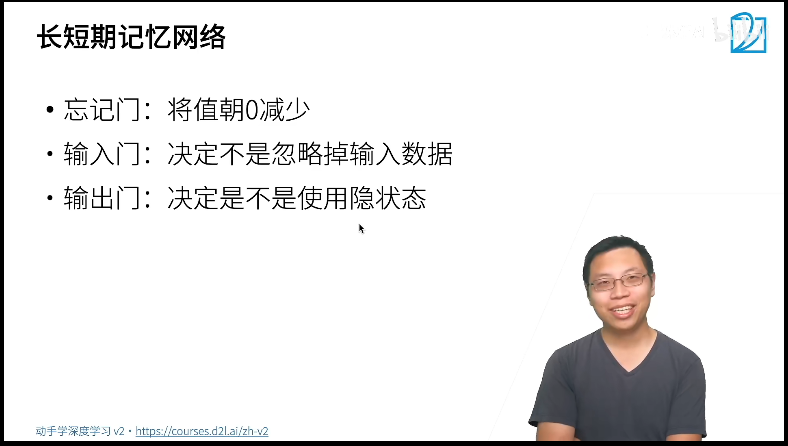 长短期记忆网络
• 忘记门：将值朝0减少
• 输入门：决定不是忽略掉输入数据
• 输出门：决定是不是使用隐状态
动手学深度学习 v2 • https://courses.d2l.ai/zh-v2